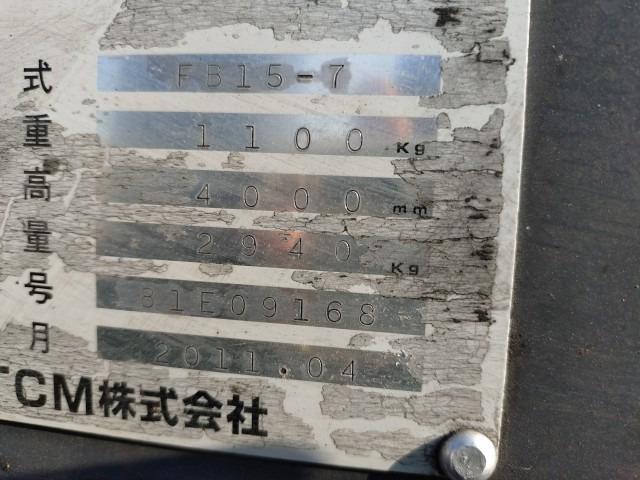 式 FB15-7
重 1100 Kg
高 4000 mm
量 2940 Kg
号 81E09168
月 2011.04
TCM株式会社